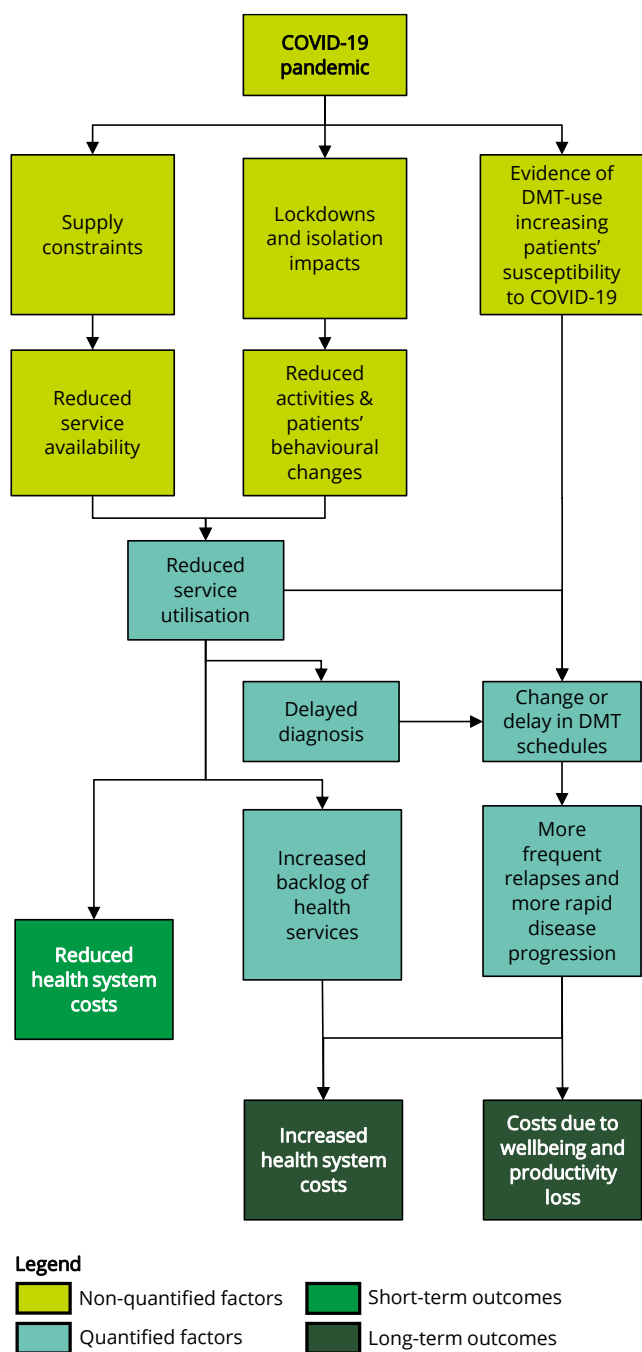 COVID-19
pandemic
Supply
constraints
Lockdowns
and isolation
impacts
Evidence of
DMT-use
increasing
patients’
susceptibility
to COVID-19
Reduced
service
availability
Reduced
activities &
patients’
behavioural
changes
Reduced
service
utilisation
Delayed
diagnosis
Change or
delay in DMT
schedules
Increased
backlog of
health
services
More
frequent
relapses and
more rapid
disease
progression
Reduced
health system
costs
Increased
health system
costs
Costs due to
wellbeing and
productivity
loss
Legend
Non-quantified factors
Short-term outcomes
Quantified factors
Long-term outcomes